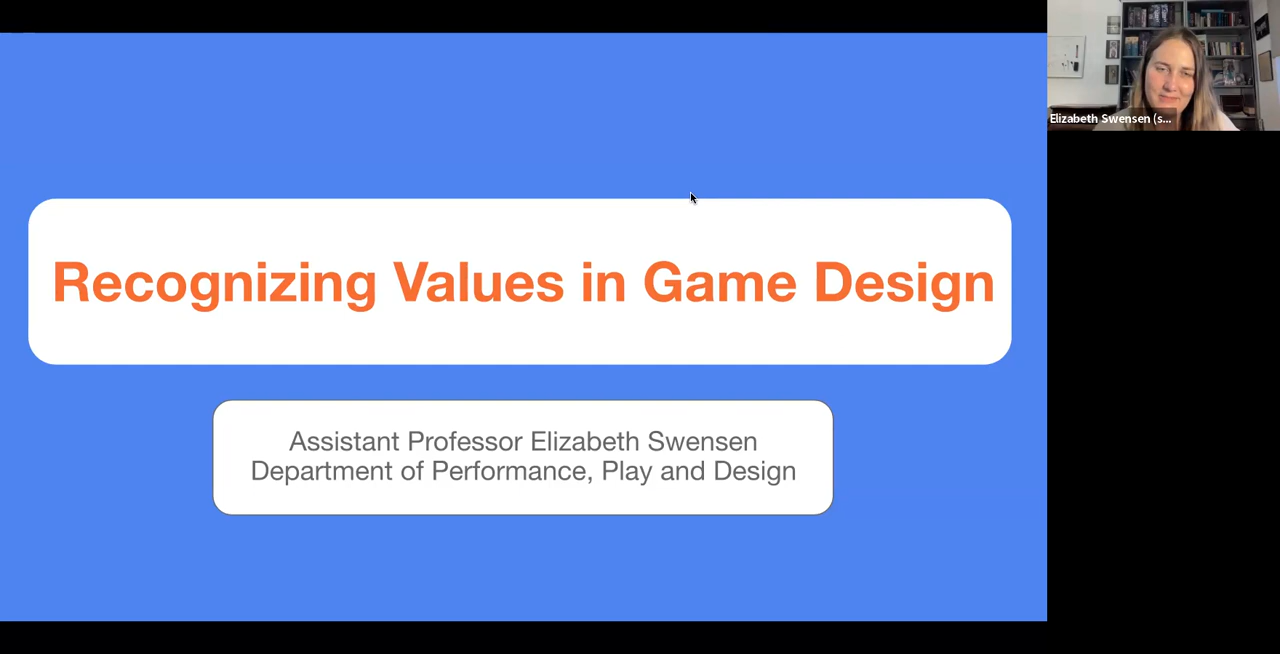 Recognizing Values in Game Design
Assistant Professor Elizabeth Swensen
Department of Performance, Play and Design
Elizabeth Swensen (s...